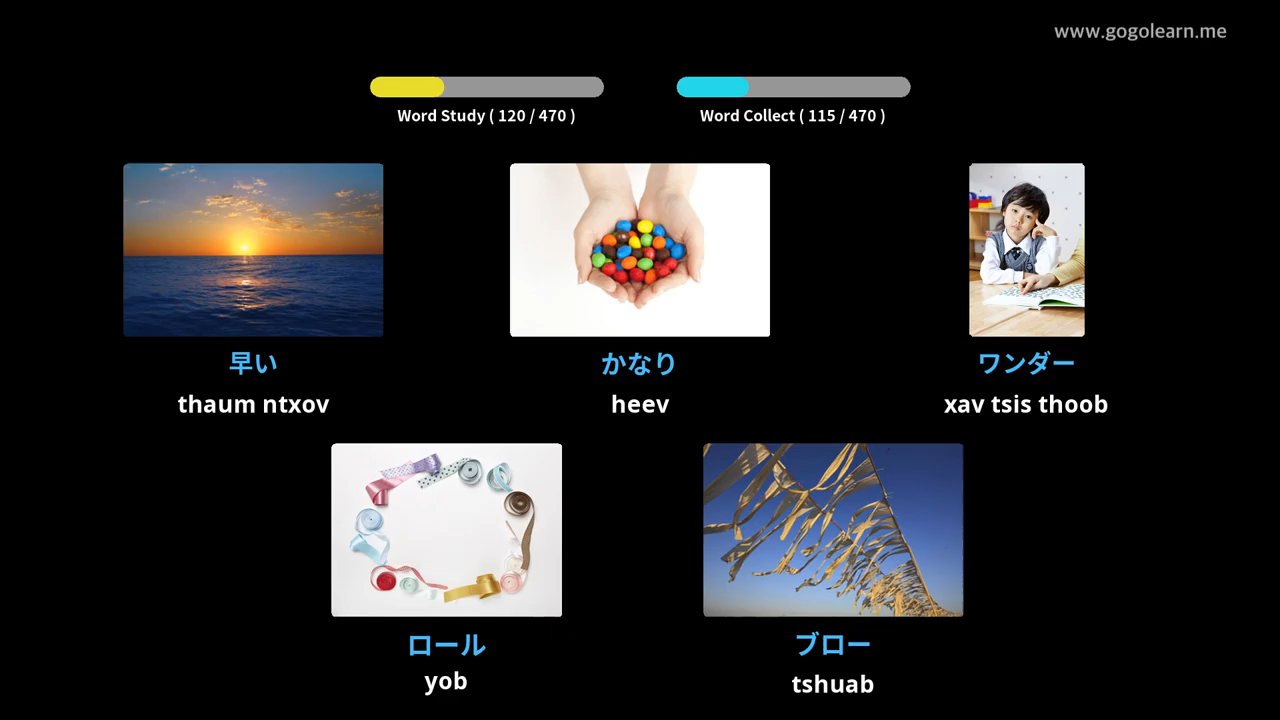 www.gogolearn.me
Word Study ( 120 / 470 )
Word Collect ( 115 / 470 )
早い
かなり
ワンダー
thaum ntxov
heev
xav tsis thoob
ロール
ブロー
yob
tshuab